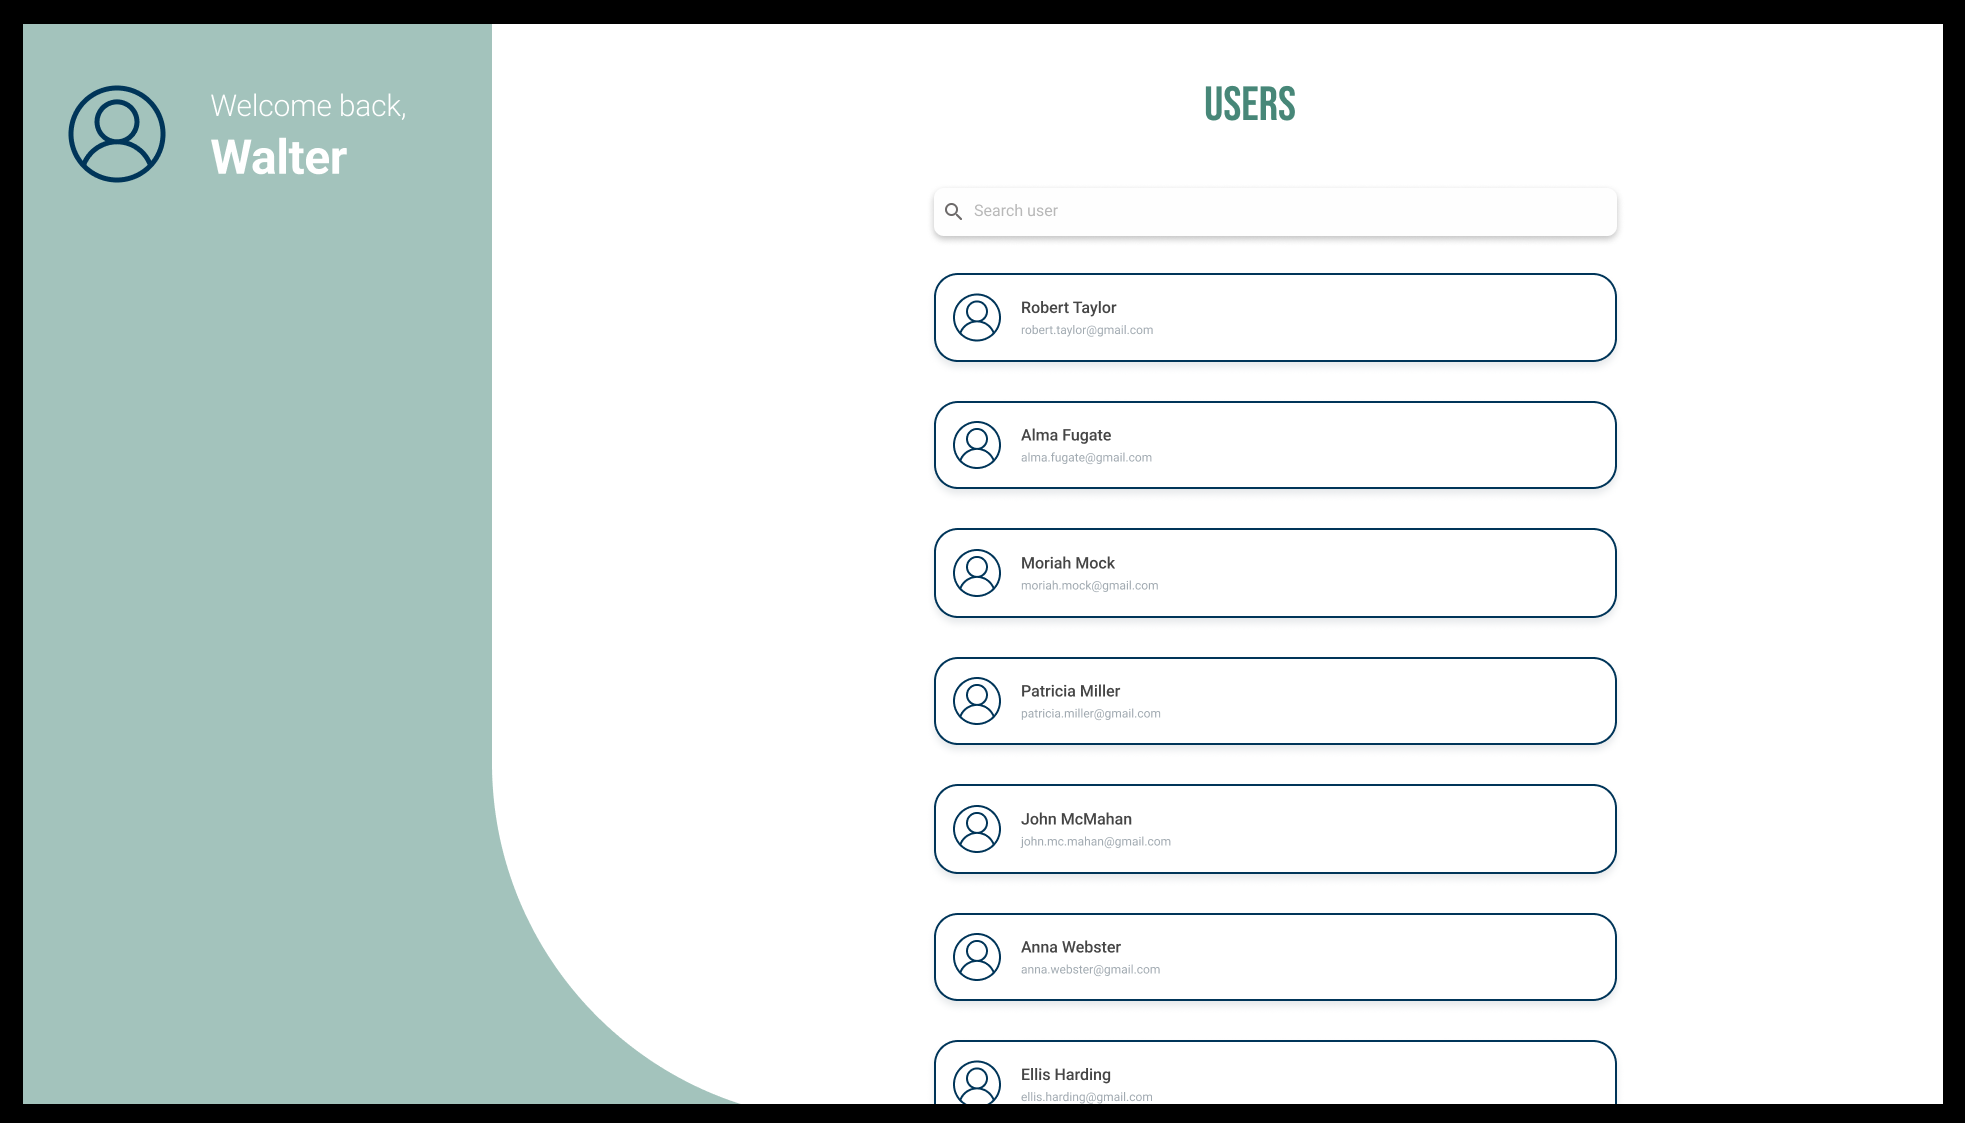 Welcome back,
Walter
USERS
Search user
Robert Taylor
robert.taylor@gmail.com
Alma Fugate
alma.fugate@gmail.com
Moriah Mock
moriah.mock@gmail.com
Patricia Miller
patricia.miller@gmail.com
John McMahan
john.mc.mahan@gmail.com
Anna Webster
anna.webster@gmail.com
Ellis Harding
ellis.harding@gmail.com